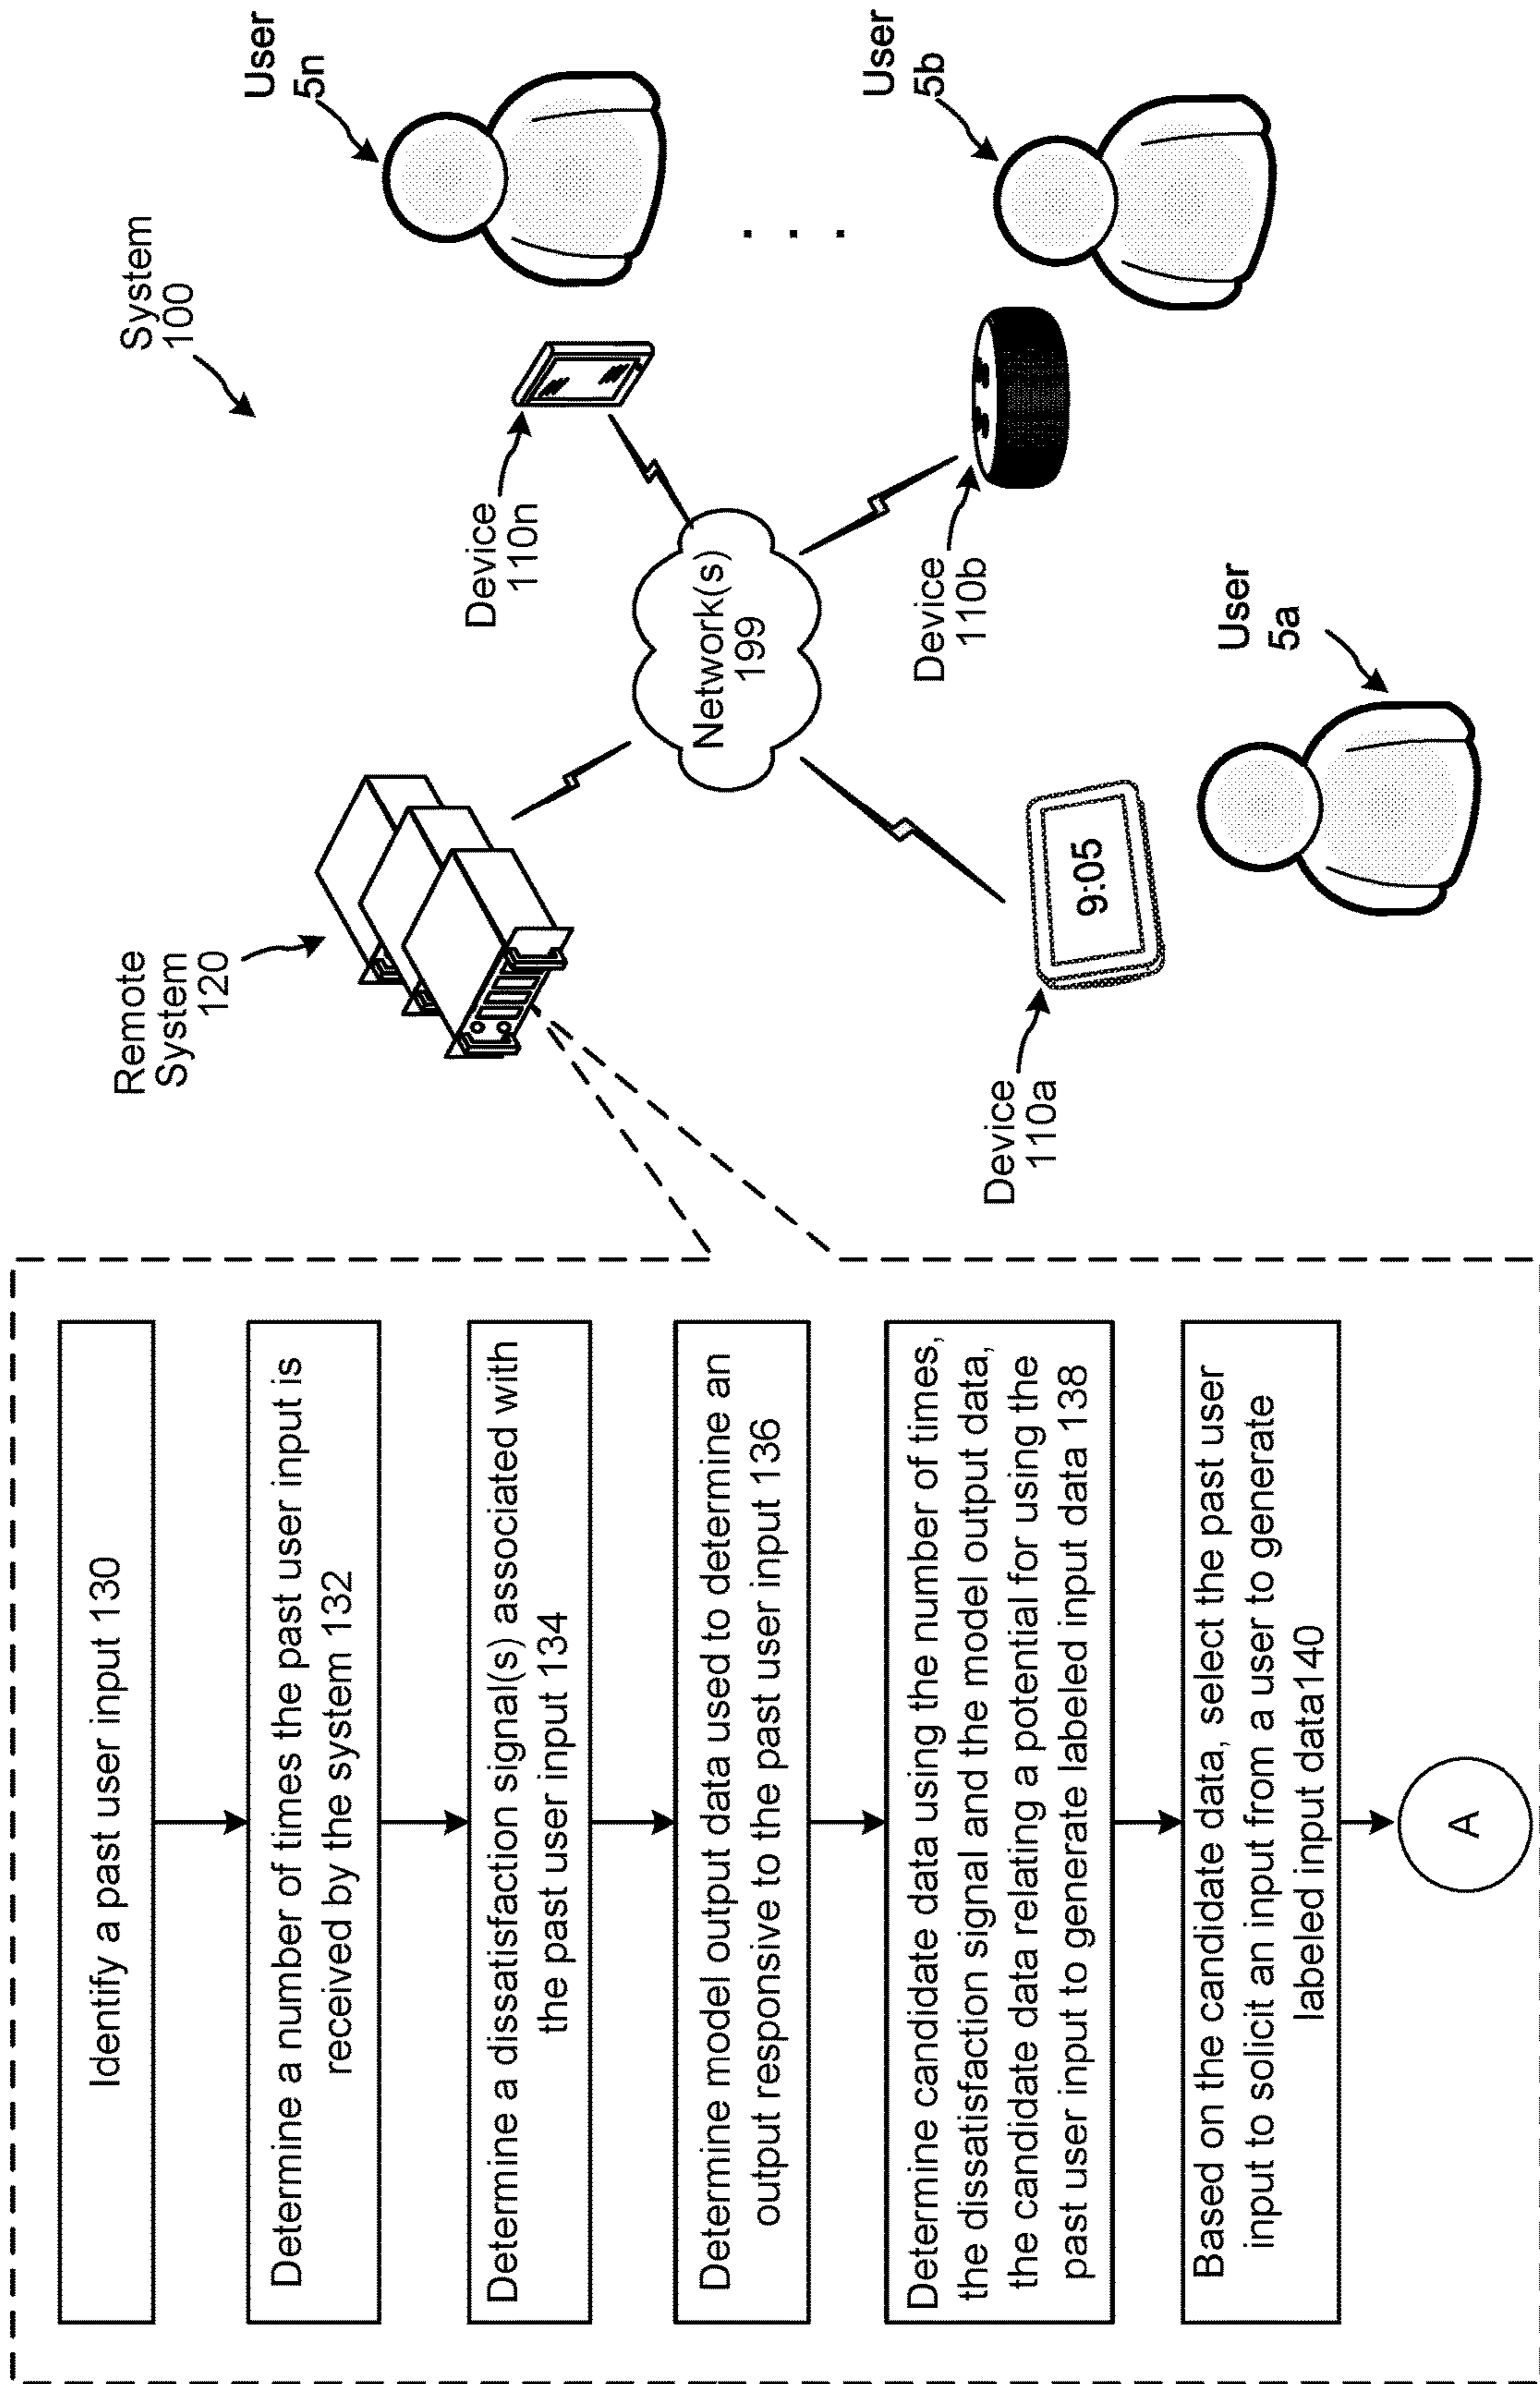 System
100
User
5n
Remote
System
120
Device
110n
Network(s)
199
User
5b
Device
110b
Device
110a
9:05
User
5a
Identify a past user input 130
Determine a number of times the past user input is
received by the system 132
Determine a dissatisfaction signal(s) associated with
the past user input 134
Determine model output data used to determine an
output responsive to the past user input 136
Determine candidate data using the number of times,
the dissatisfaction signal and the model output data,
the candidate data relating a potential for using the
past user input to generate labeled input data 138
Based on the candidate data, select the past user
input to solicit an input from a user to generate
labeled input data140
A